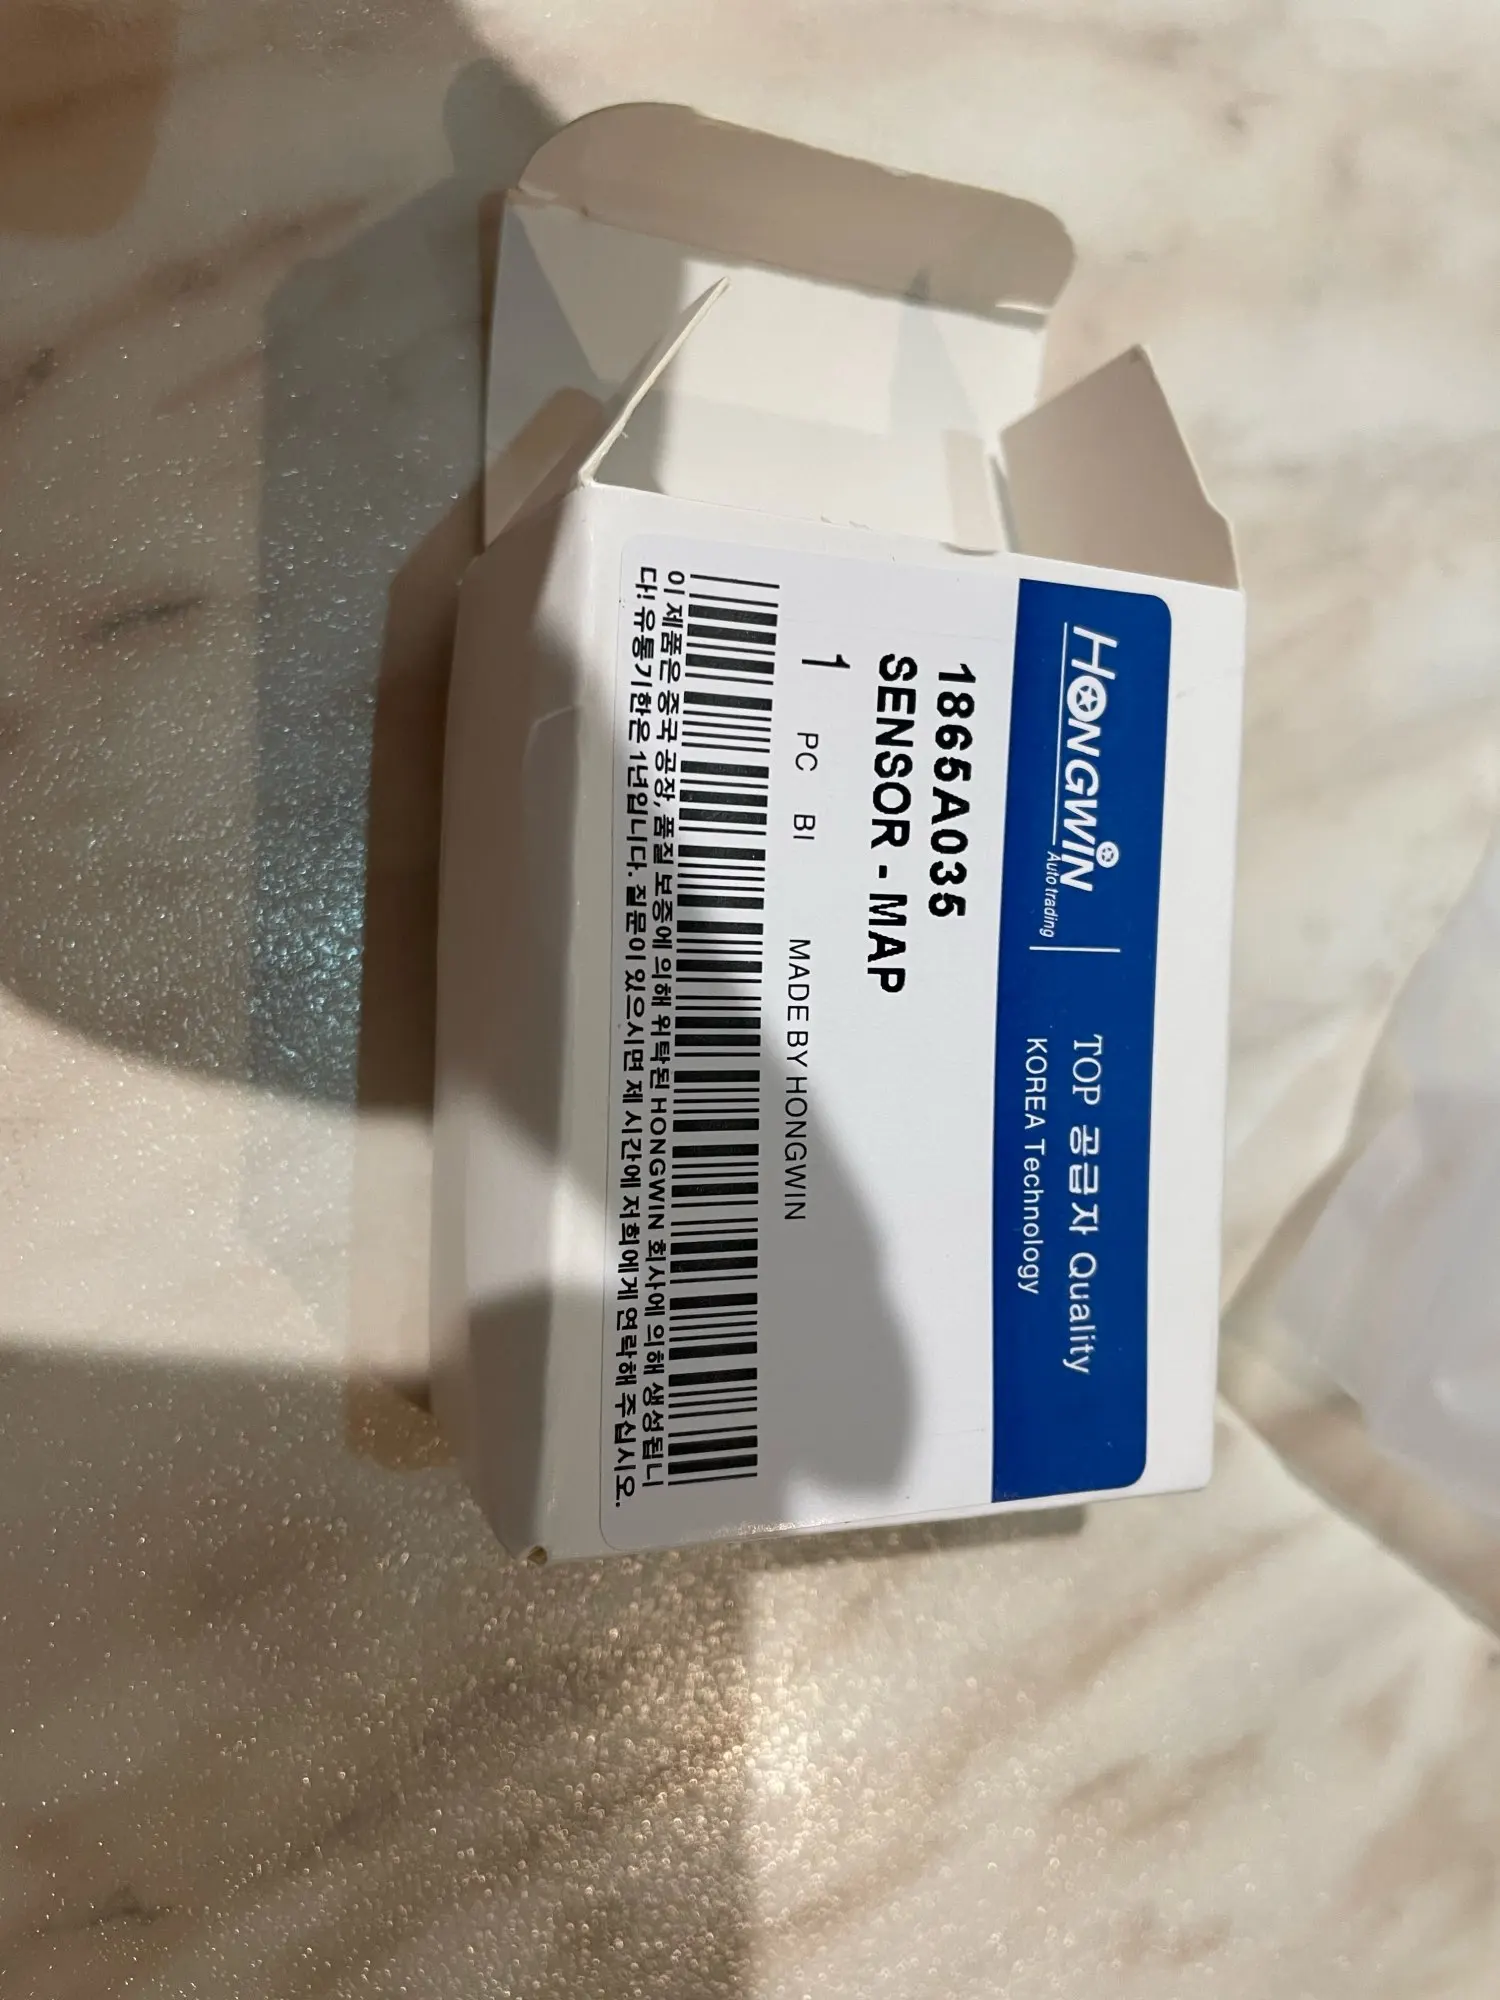 HONGWIN
Auto trading
TOP 공급자 Quality
KOREA Technology
1865A035
SENSOR - MAP
1 PC BI MADE BY HONGWIN
이 제품은 중국 공장, 품질 보증에 의해 위탁된 HONGWIN 회사에 의해 생성됩니
다! 유통기한은 1년입니다. 질문이 있으시면 제 시간에 저희에게 연락해 주십시오.